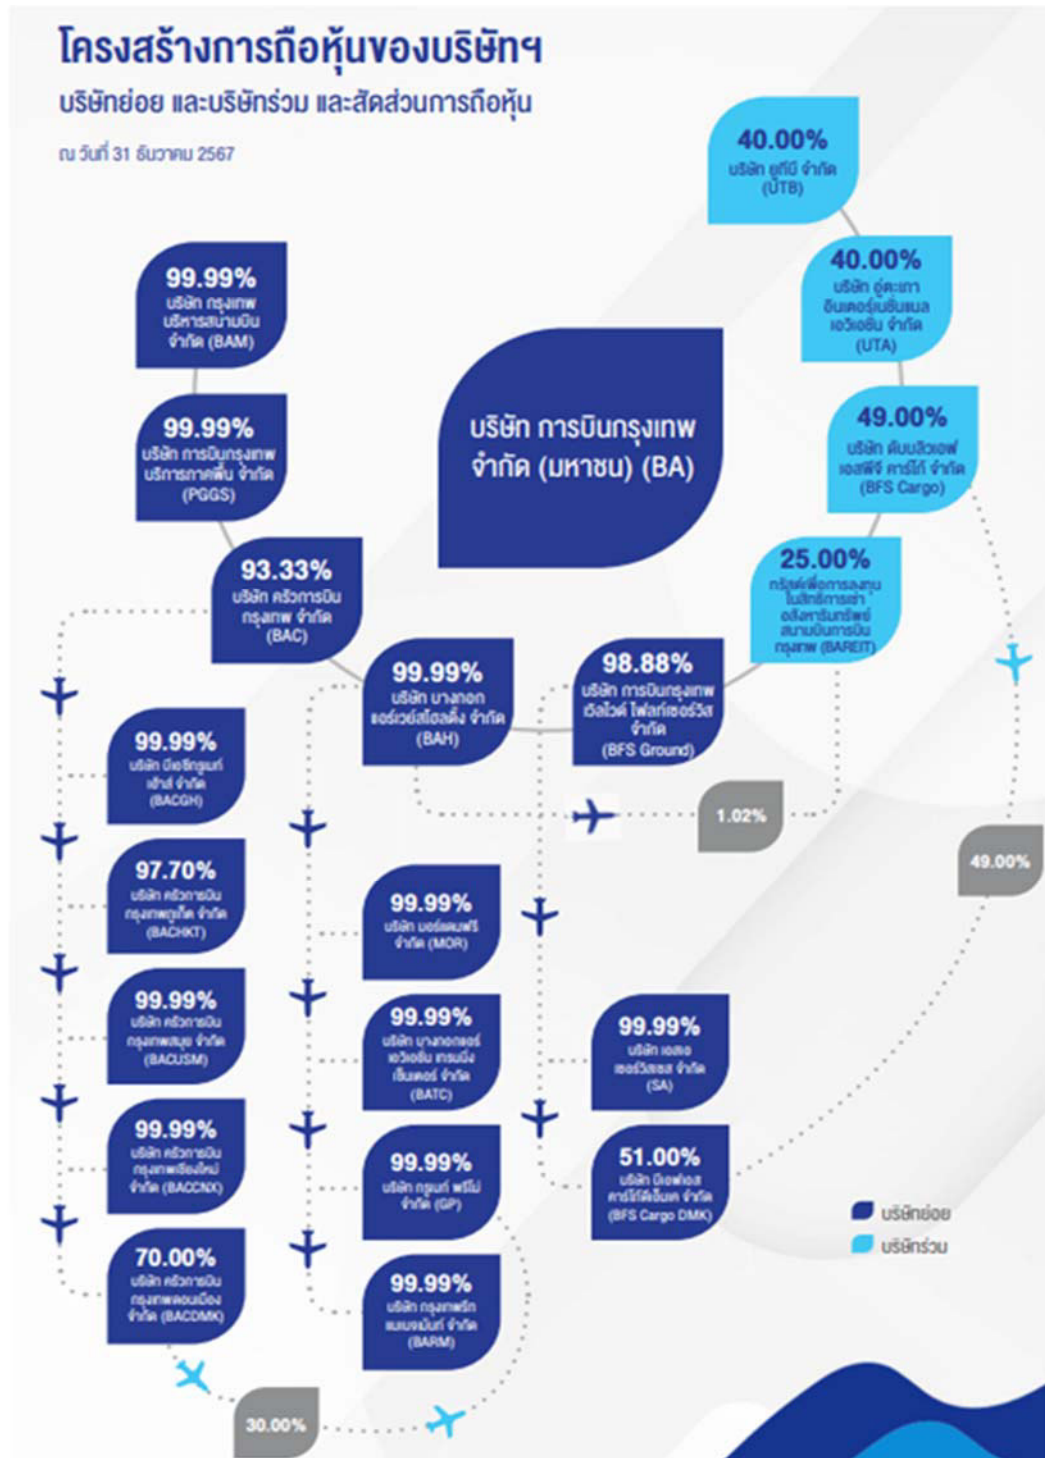 โครงสร้างการถือหุ้นของบริษัทฯ
บริษัทย่อย และบริษัทร่วม และสัดส่วนการถือหุ้น
ณ วันที่ 31 ธันวาคม 2567
40.00%
บริษัท ยูทีบี จำกัด
(UTB)
40.00%
บริษัท อู่ตะเภา
อินเตอร์เนชั่นแนล
เอวิเอชั่น จำกัด
(UTA)
49.00%
บริษัท ดับบลิวเอฟ
เอสพีจี คาร์โก้ จำกัด
(BFS Cargo)
25.00%
ทรัสต์เพื่อการลงทุน
ในสิทธิการเช่า
อสังหาริมทรัพย์
สนามบินการบิน
กรุงเทพ (BAREIT)
99.99%
บริษัท กรุงเทพ
บริหารสนามบิน
จำกัด (BAM)
99.99%
บริษัท การบินกรุงเทพ
บริการภาคพื้น จำกัด
(PGGS)
93.33%
บริษัท ครัวการบิน
กรุงเทพ จำกัด
(BAC)
บริษัท การบินกรุงเทพ
จำกัด (มหาชน) (BA)
99.99%
บริษัท บางกอก
แอร์เวย์สโฮลดิ้ง จำกัด
(BAH)
98.88%
บริษัท การบินกรุงเทพ
เวิลด์ไวด์ ไฟลท์เซอร์วิส
จำกัด
(BFS Ground)
99.99%
บริษัท บีเอซีกรูเมท์
เฮ้าส์ จำกัด
(BACGH)
97.70%
บริษัท ครัวการบิน
กรุงเทพภูเก็ต จำกัด
(BACHKT)
99.99%
บริษัท ครัวการบิน
กรุงเทพสมุย จำกัด
(BACUSM)
99.99%
บริษัท ครัวการบิน
กรุงเทพเชียงใหม่
จำกัด (BACCNX)
70.00%
บริษัท ครัวการบิน
กรุงเทพดอนเมือง
จำกัด (BACDMK)
99.99%
บริษัท มอร์แดนฟรี
จำกัด (MOR)
99.99%
บริษัท บางกอกแอร์
เอวิเอชั่น เทรนนิ่ง
เซ็นเตอร์ จำกัด
(BATC)
99.99%
บริษัท กรูเมท์ พรีโม่
จำกัด (GP)
99.99%
บริษัท กรุงเทพรีท
แมเนจเม้นท์ จำกัด
(BARM)
99.99%
บริษัท เอสเอ
เซอร์วิสเซส จำกัด
(SA)
51.00%
บริษัท บีเอฟเอส
คาร์โก้ดีเอ็มเค จำกัด
(BFS Cargo DMK)
1.02%
49.00%
30.00%
บริษัทย่อย
บริษัทร่วม